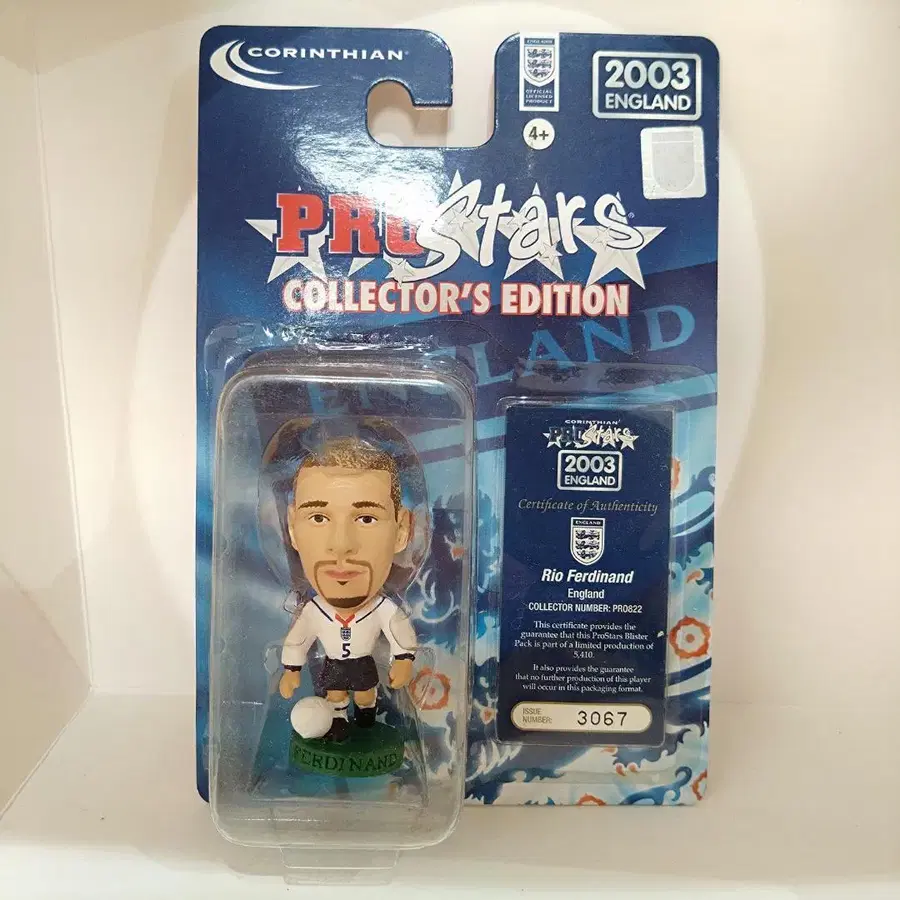 CORINTHIAN
ENGLAND
OFFICIAL
LICENSED
PRODUCT
2003
ENGLAND
4+
PROStars
COLLECTOR'S EDITION
ENGLAND
CORINTHIAN
PROStars
2003
ENGLAND
Certificate of Authenticity
ENGLAND
Rio Ferdinand
England
COLLECTOR NUMBER: PRO822
This certificate provides the
guarantee that this ProStars Blister
Pack is part of a limited production of
5,410.
It also provides the guarantee
that no further production of this player
will occur in this packaging format.
ISSUE
NUMBER: 3067
5
FERDINAND